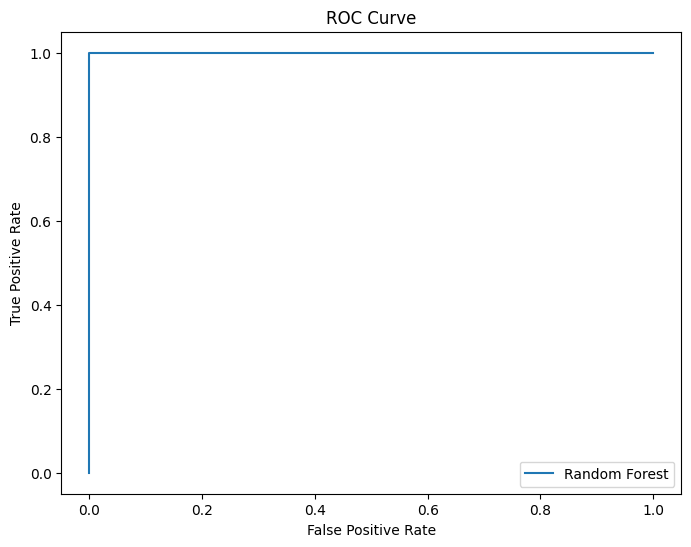 ROC Curve
True Positive Rate
1.0
0.8
0.6
0.4
0.2
0.0
Random Forest
0.0 0.2 0.4 0.6 0.8 1.0
False Positive Rate